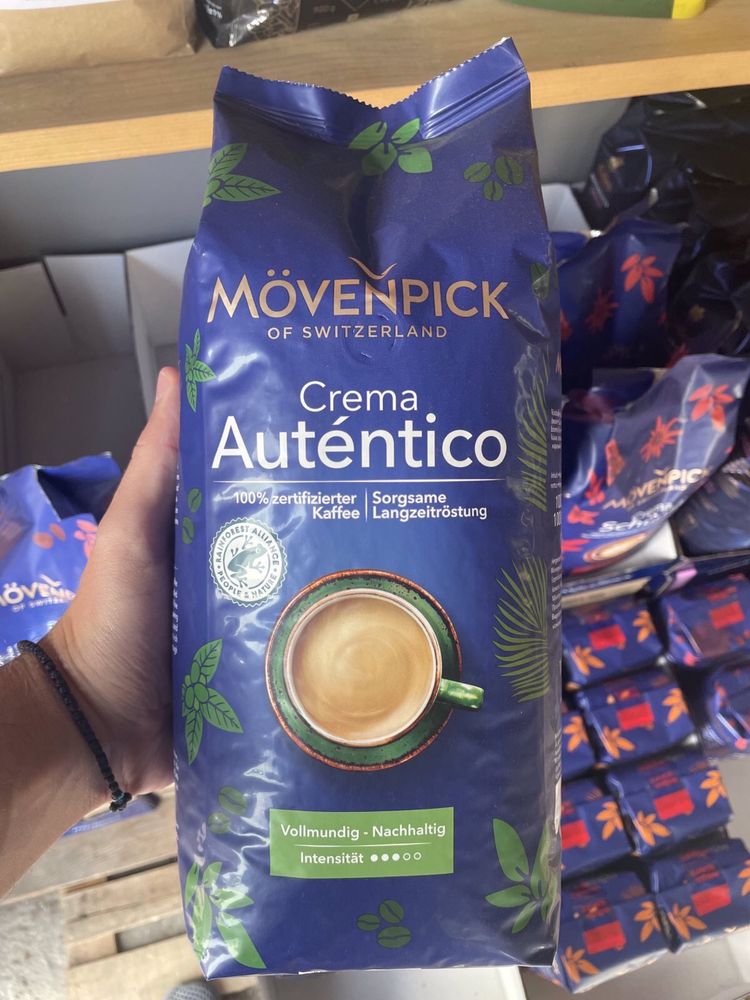 MÖVENPICK
OF SWITZERLAND
Crema
Auténtico
100% zertifizierter
Kaffee
Sorgsame
Langzeitröstung
RAINFOREST ALLIANCE
PEOPLE & NATURE
Vollmundig - Nachhaltig
Intensität
MÖVENPICK
OF SWITZERLAND
MÖVENPICK